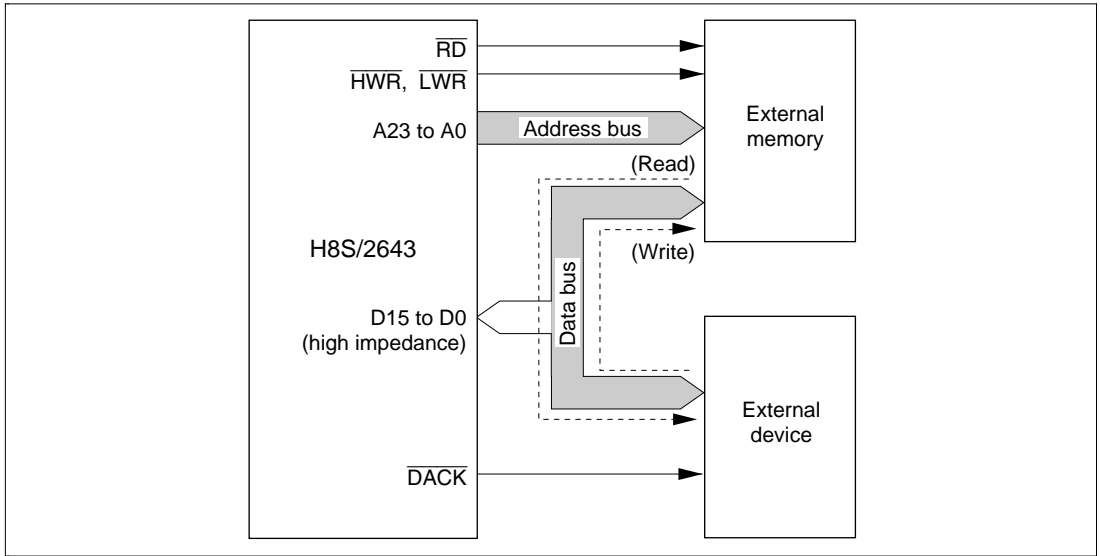 RD
HWR, LWR
A23 to A0
Address bus
External
memory
(Read)
(Write)
H8S/2643
Data bus
D15 to D0
(high impedance)
External
device
DACK